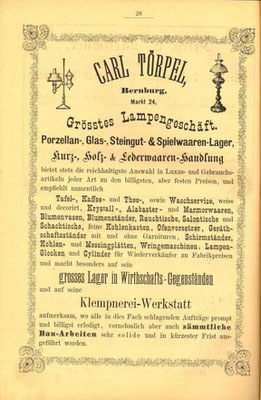 28
CARL TÖRPEL,
Bernburg,
Markt 24,
Grösstes Lampengeschäft.
Porzellan-, Glas-, Steingut- & Spielwaaren-Lager,
Kurz-, Holz- & Lederwaaren-Handlung
bietet stets die reichhaltigste Auswahl in Luxus- und Gebrauchs-
artikeln jeder Art zu den billigsten, aber festen Preisen, und
empfiehlt namentlich
Tafel-, Kaffee- und Thee-, sowie Waschservice, weiss
und decorirt, Krystall-, Alabaster- und Marmorwaaren,
Blumenvasen, Blumenständer, Rauchtische, Salontische und
Schachtische, feine Kohlenkasten, Ofenvorsetzer, Geräth-
schaftsständer mit und ohne Garnituren, Schirmständer,
Kohlen- und Messingplätten, Wringemaschinen. Lampen-
Glocken und Cylinder für Wiederverkäufer zu Fabrikpreisen
und macht besonders auf sein
grosses Lager in Wirthschafts-Gegenständen
und auf seine
Klempnerei-Werkstatt
aufmerksam, wo alle in dies Fach schlagenden Aufträge prompt
und billigst erledigt, vornehmlich aber auch sämmtliche
Bau-Arbeiten sehr solide und in kürzester Frist aus-
geführt werden.